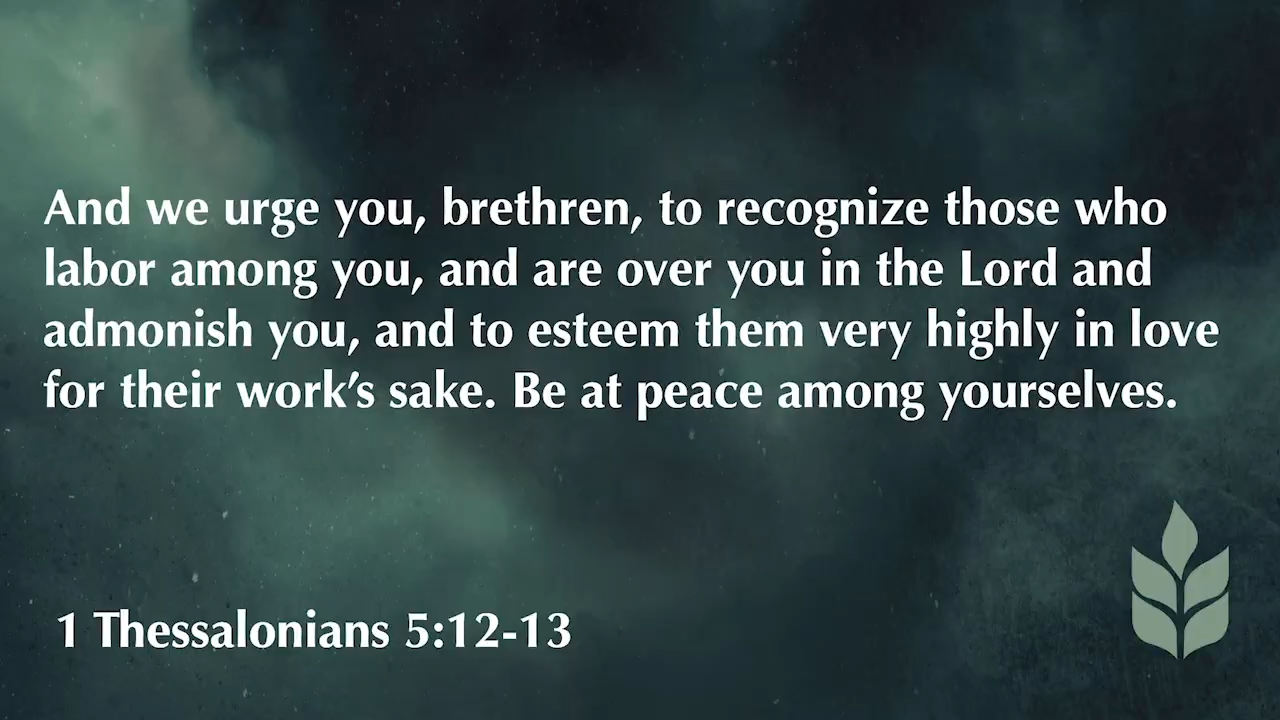 And we urge you, brethren, to recognize those who
labor among you, and are over you in the Lord and
admonish you, and to esteem them very highly in love
for their work’s sake. Be at peace among yourselves.
1 Thessalonians 5:12-13